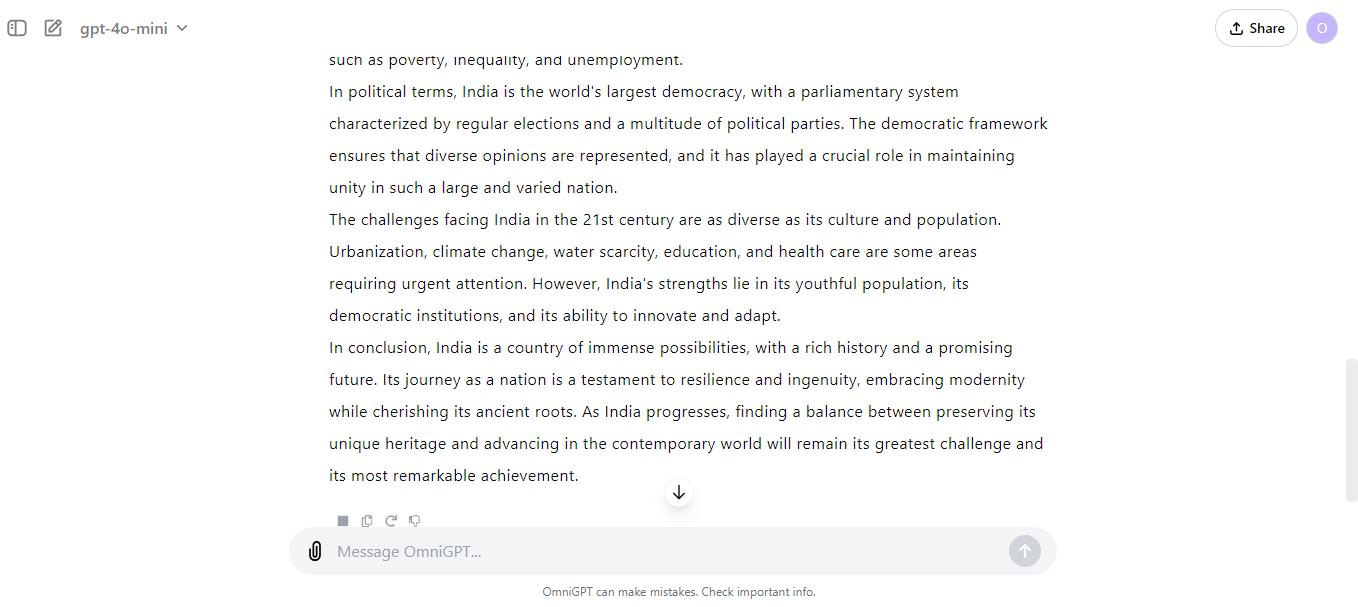 gpt-4o-mini
Share
O
such as poverty, inequality, and unemployment.
In political terms, India is the world's largest democracy, with a parliamentary system
characterized by regular elections and a multitude of political parties. The democratic framework
ensures that diverse opinions are represented, and it has played a crucial role in maintaining
unity in such a large and varied nation.
The challenges facing India in the 21st century are as diverse as its culture and population.
Urbanization, climate change, water scarcity, education, and health care are some areas
requiring urgent attention. However, India's strengths lie in its youthful population, its
democratic institutions, and its ability to innovate and adapt.
In conclusion, India is a country of immense possibilities, with a rich history and a promising
future. Its journey as a nation is a testament to resilience and ingenuity, embracing modernity
while cherishing its ancient roots. As India progresses, finding a balance between preserving its
unique heritage and advancing in the contemporary world will remain its greatest challenge and
its most remarkable achievement.
Message OmniGPT...
OmniGPT can make mistakes. Check important info.